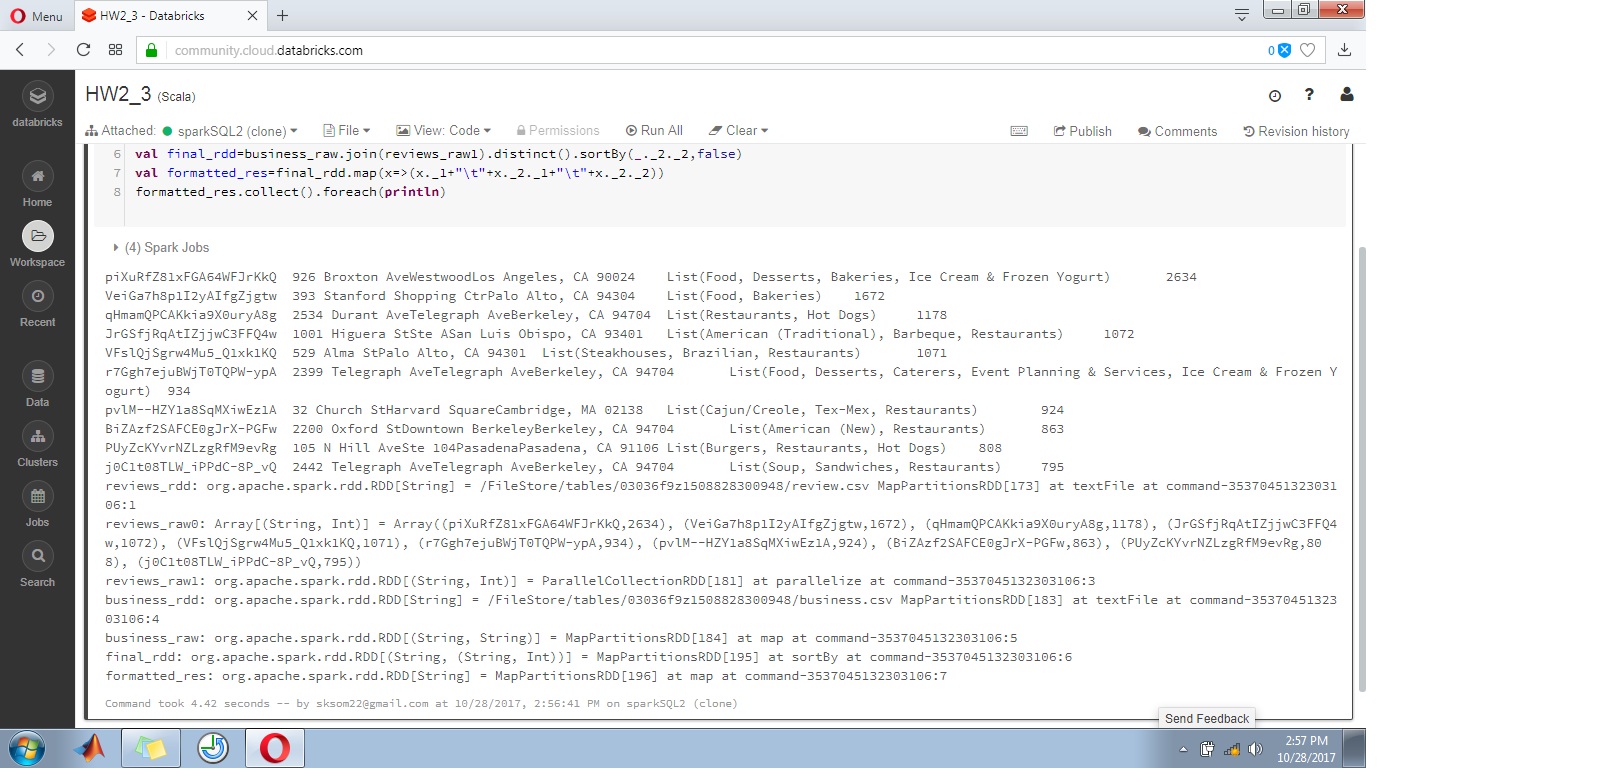 Menu
HW2_3 - Databricks
community.cloud.databricks.com
0
HW2_3 (Scala)
Attached: sparkSQL2 (clone) File View: Code Permissions Run All Clear Publish Comments Revision history
databricks
Home
Workspace
Recent
Data
Clusters
Jobs
Search
6 val final_rdd=business_raw.join(reviews_raw1).distinct().sortBy(_._2._2,false)
7 val formatted_res=final_rdd.map(x=>(x._1+"\t"+x._2._1+"\t"+x._2._2))
8 formatted_res.collect().foreach(println)
(4) Spark Jobs
piXuRfZ81xFGA64WFJrKkQ 926 Broxton AveWestwoodLos Angeles, CA 90024 List(Food, Desserts, Bakeries, Ice Cream & Frozen Yogurt) 2634
VeiGa7h8p1I2yAIfgZjgtw 393 Stanford Shopping CtrPalo Alto, CA 94304 List(Food, Bakeries) 1672
qHmamQPCAKkia9X0uryA8g 2534 Durant AveTelegraph AveBerkeley, CA 94704 List(Restaurants, Hot Dogs) 1178
JrGSfjRqAtIZjjwC3FFQ4w 1001 Higuera StSte ASan Luis Obispo, CA 93401 List(American (Traditional), Barbeque, Restaurants) 1072
VFslQjSgrw4Mu5_Q1xk1KQ 529 Alma StPalo Alto, CA 94301 List(Steakhouses, Brazilian, Restaurants) 1071
r7Ggh7ejuBWjT0TQPW-ypA 2399 Telegraph AveTelegraph AveBerkeley, CA 94704 List(Food, Desserts, Caterers, Event Planning & Services, Ice Cream & Frozen Y
ogurt) 934
pvlM--HZY1a8SqMXiwEz1A 32 Church StHarvard SquareCambridge, MA 02138 List(Cajun/Creole, Tex-Mex, Restaurants) 924
BiZAzf2SAFCE0gJrX-PGFw 2200 Oxford StDowntown BerkeleyBerkeley, CA 94704 List(American (New), Restaurants) 863
PUyZcKYvrNZLzgRfM9evRg 105 N Hill AveSte 104PasadenaPasadena, CA 91106 List(Burgers, Restaurants, Hot Dogs) 808
j0C1t08TLW_iPPdC-8P_vQ 2442 Telegraph AveTelegraph AveBerkeley, CA 94704 List(Soup, Sandwiches, Restaurants) 795
reviews_rdd: org.apache.spark.rdd.RDD[String] = /FileStore/tables/03036f9z1508828300948/review.csv MapPartitionsRDD[173] at textFile at command-35370451323031
06:1
reviews_raw0: Array[(String, Int)] = Array((piXuRfZ81xFGA64WFJrKkQ,2634), (VeiGa7h8p1I2yAIfgZjgtw,1672), (qHmamQPCAKkia9X0uryA8g,1178), (JrGSfjRqAtIZjjwC3FFQ4
w,1072), (VFslQjSgrw4Mu5_Q1xk1KQ,1071), (r7Ggh7ejuBWjT0TQPW-ypA,934), (pvlM--HZY1a8SqMXiwEz1A,924), (BiZAzf2SAFCE0gJrX-PGFw,863), (PUyZcKYvrNZLzgRfM9evRg,80
8), (j0C1t08TLW_iPPdC-8P_vQ,795))
reviews_raw1: org.apache.spark.rdd.RDD[(String, Int)] = ParallelCollectionRDD[181] at parallelize at command-3537045132303106:3
business_rdd: org.apache.spark.rdd.RDD[String] = /FileStore/tables/03036f9z1508828300948/business.csv MapPartitionsRDD[183] at textFile at command-35370451323
03106:4
business_raw: org.apache.spark.rdd.RDD[(String, String)] = MapPartitionsRDD[184] at map at command-3537045132303106:5
final_rdd: org.apache.spark.rdd.RDD[(String, (String, Int))] = MapPartitionsRDD[195] at sortBy at command-3537045132303106:6
formatted_res: org.apache.spark.rdd.RDD[String] = MapPartitionsRDD[196] at map at command-3537045132303106:7
Command took 4.42 seconds -- by sksom22@gmail.com at 10/28/2017, 2:56:41 PM on sparkSQL2 (clone)
Send Feedback
2:57 PM
10/28/2017